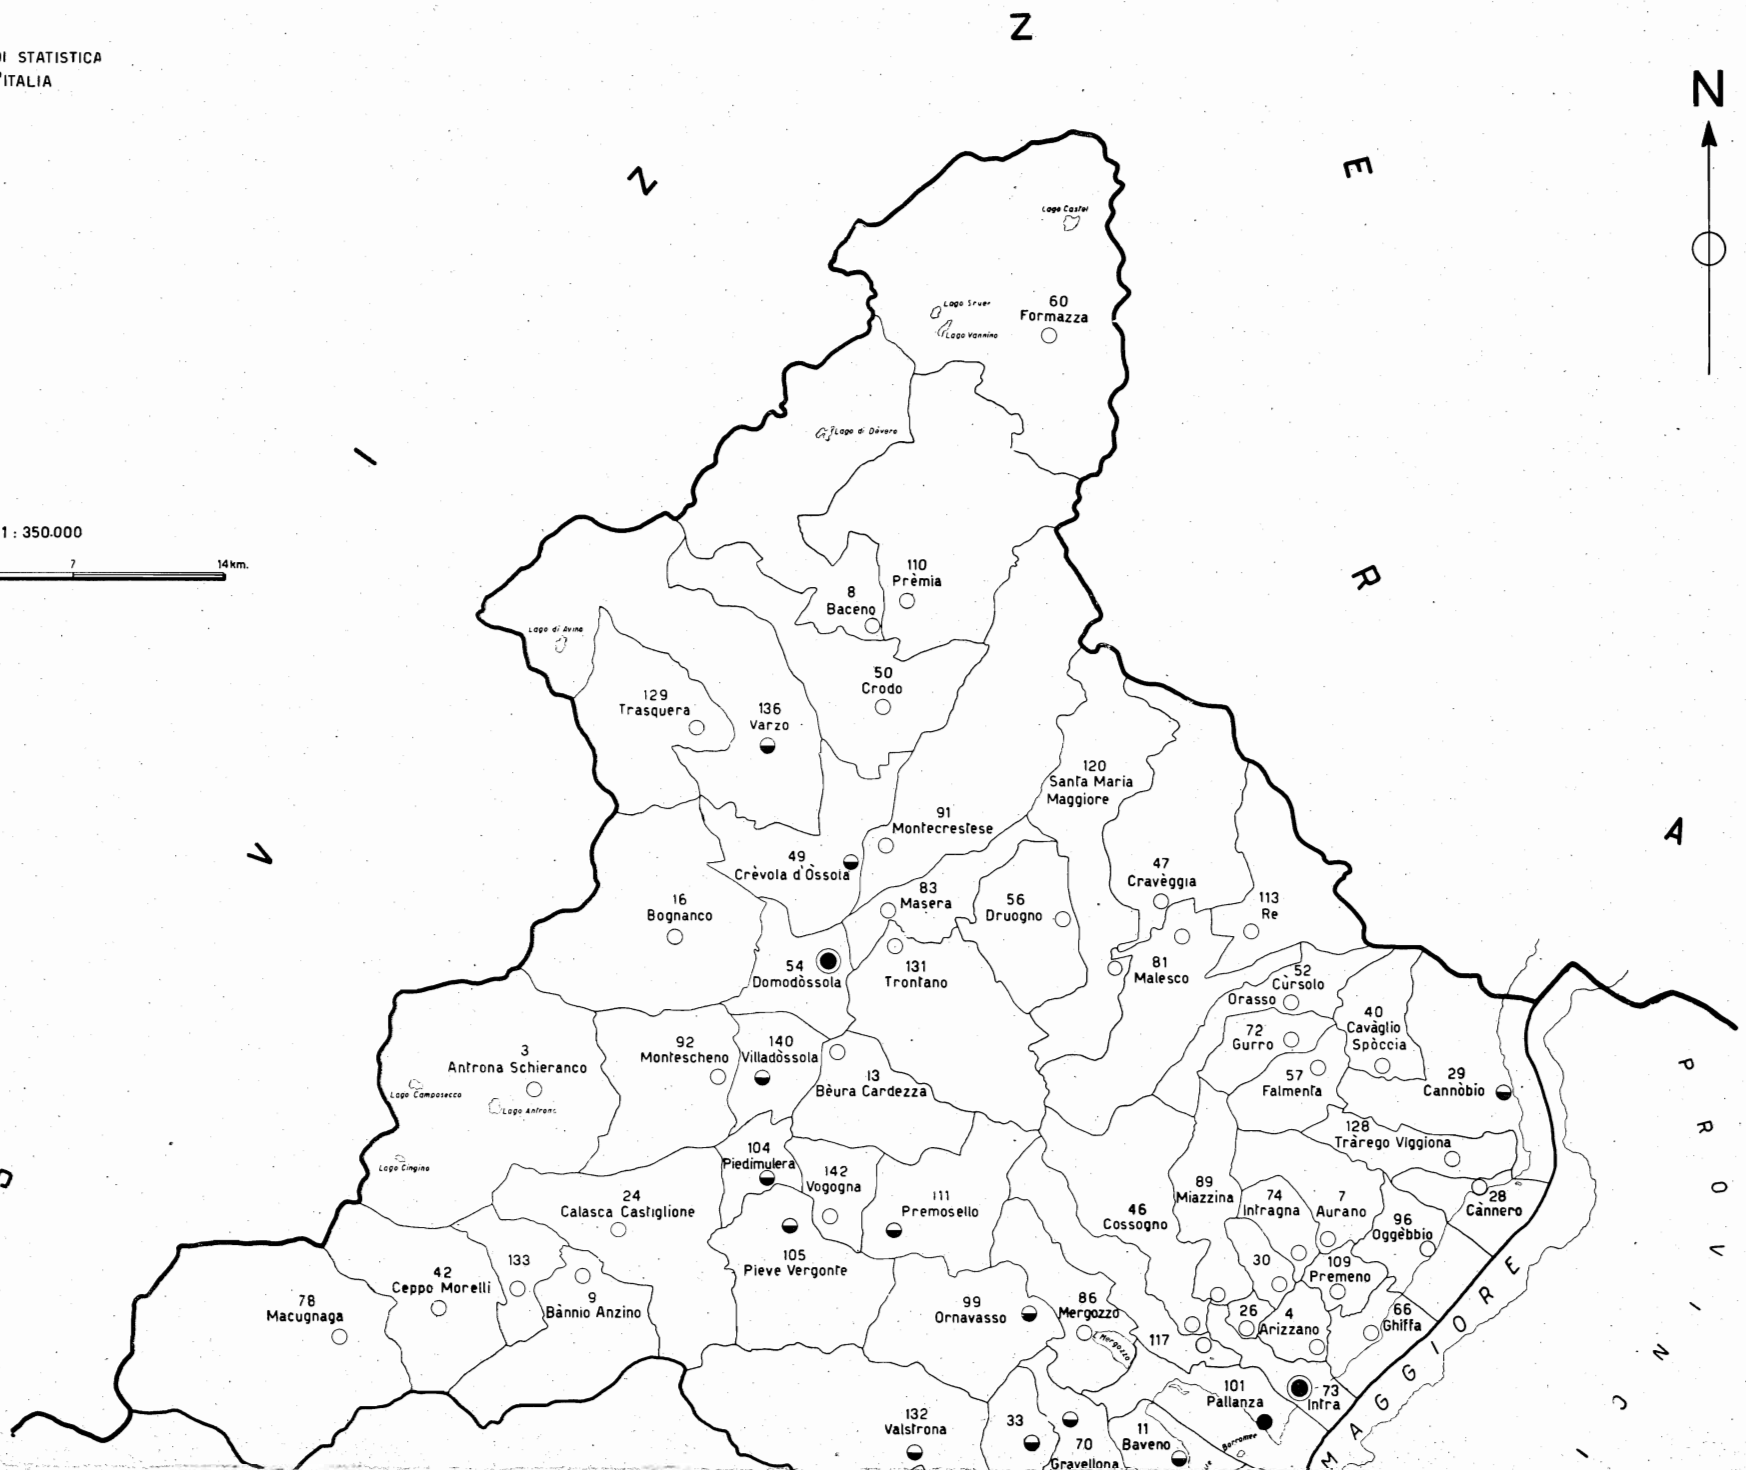 Z
DI STATISTICA
'ITALIA
N
E
N
Lago Castel
60
Lago Sruer
Formazza
Lago Vannino
Lago di Dèvero
I
1 : 350.000
7
14 km.
110
Prèmia
8
Baceno
R
Lago di Avino
50
Crodo
129
Trasquera
136
Varzo
120
Santa Maria
Maggiore
91
Montecrestese
A
V
49
Crèvola d'Òssola
47
Cravèggia
83
Masera
56
Druogno
113
Re
16
Bognanco
54
Domodòssola
131
Trontano
81
Malesco
52
Cùrsolo
Orasso
40
Cavàglio
Spòccia
72
Gurro
3
Antrona Schieranco
92
Montescheno
140
Villadòssola
13
Bèura Cardezza
57
Falmenta
29
Cannòbio
Lago Camposecco
Lago Antrona
128
Tràrego Viggiona
104
Piedimulera
Lago Cingino
142
Vogogna
24
Calasca Castiglione
111
Premosello
89
Miazzina
74
Intragna
7
Aurano
28
Cànnero
46
Cossogno
96
Oggèbbio
105
Pieve Vergonte
133
42
Ceppo Morelli
30
109
Premeno
78
Macugnaga
9
Bànnio Anzino
99
Ornavasso
86
Mergozzo
L. Mergozzo
26
4
Arizzano
66
Ghiffa
117
101
Pallanza
73
Intra
132
Valstrona
33
70
Gravellona
11
Baveno
Borromee
MAGGIORE
PROVINCI